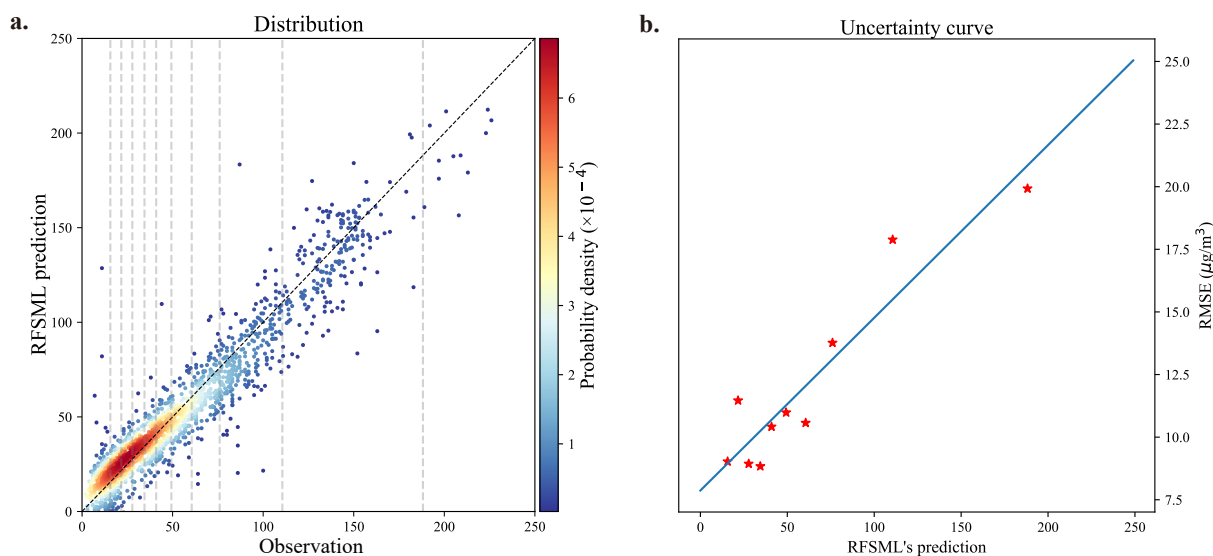 a.
Distribution
250
200
150
100
50
0
RFSML prediction
0 50 100 150 200 250
Observation
6
5
4
3
2
1
Probability density (×10⁻⁴)
b.
Uncertainty curve
25.0
22.5
20.0
17.5
15.0
12.5
10.0
7.5
RMSE (μg/m³)
0 50 100 150 200 250
RFSML's prediction